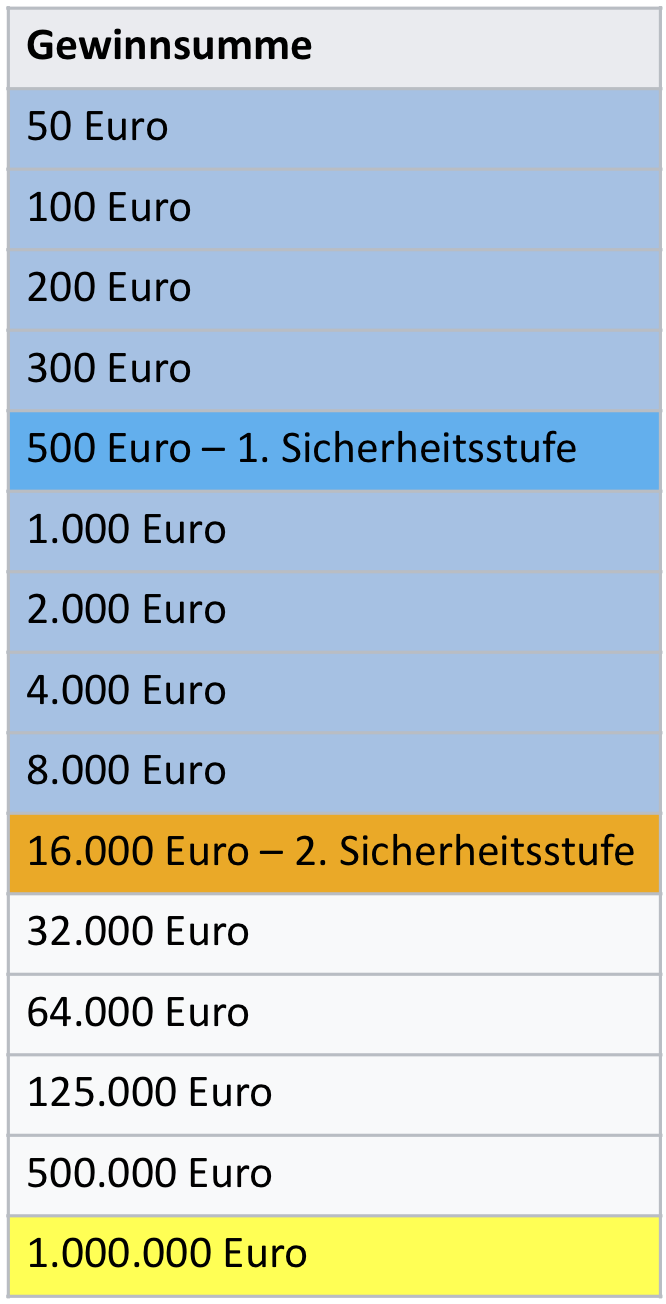 Gewinnsumme
50 Euro
100 Euro
200 Euro
300 Euro
500 Euro – 1. Sicherheitsstufe
1.000 Euro
2.000 Euro
4.000 Euro
8.000 Euro
16.000 Euro – 2. Sicherheitsstufe
32.000 Euro
64.000 Euro
125.000 Euro
500.000 Euro
1.000.000 Euro